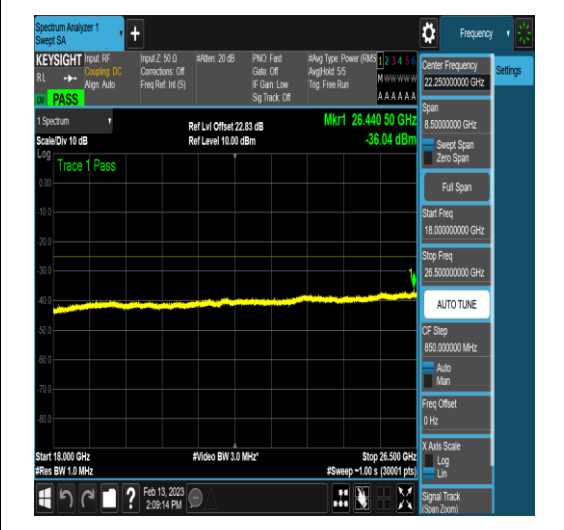 Spectrum Analyzer 1
Swept SA
Frequency
KEYSIGHT
RL
PASS
Input: RF
Coupling: DC
Align: Auto
Input Z: 50 Ω
Corrections: Off
Freq Ref: Int (S)
#Atten: 20 dB
PNO: Fast
Gate: Off
IF Gain: Low
Sig Track: Off
#Avg Type: Power (RMS
Avg|Hold: 5/5
Trig: Free Run
1 2 3 4 5 6
M w w w w w
A A A A A A
1 Spectrum
Scale/Div 10 dB
Ref Lvl Offset 22.83 dB
Ref Level 10.00 dBm
Mkr1 26.440 50 GHz
-36.04 dBm
Log
Trace 1 Pass
0.00
-10.0
-20.0
-30.0
-40.0
-50.0
-60.0
-70.0
-80.0
1
Start 18.000 GHz
#Res BW 1.0 MHz
#Video BW 3.0 MHz*
Stop 26.500 GHz
#Sweep ~1.00 s (30001 pts)
Feb 13, 2023
2:09:14 PM
Center Frequency
22.250000000 GHz
Settings
Span
8.50000000 GHz
Swept Span
Zero Span
Full Span
Start Freq
18.000000000 GHz
Stop Freq
26.500000000 GHz
AUTO TUNE
CF Step
850.000000 MHz
Auto
Man
Freq Offset
0 Hz
X Axis Scale
Log
Lin
Signal Track
(Span Zoom)